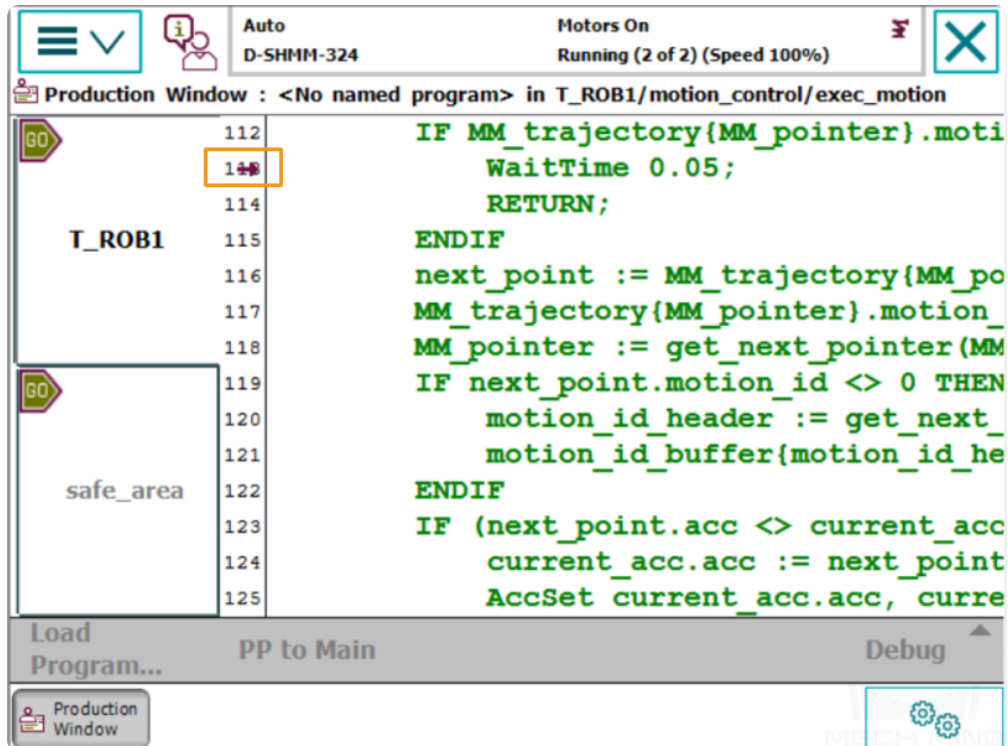 Auto
D-SHMM-324
Motors On
Running (2 of 2) (Speed 100%)
Production Window : <No named program> in T_ROB1/motion_control/exec_motion
GO
T_ROB1
GO
safe_area
112 IF MM_trajectory{MM_pointer}.moti
113 WaitTime 0.05;
114 RETURN;
115 ENDIF
116 next_point := MM_trajectory{MM_po
117 MM_trajectory{MM_pointer}.motion_
118 MM_pointer := get_next_pointer(MM
119 IF next_point.motion_id <> 0 THEN
120 motion_id_header := get_next_
121 motion_id_buffer{motion_id_he
122 ENDIF
123 IF (next_point.acc <> current_acc
124 current_acc.acc := next_point
125 AccSet current_acc.acc, curre
Load
Program...
PP to Main
Debug
Production
Window
MECH MIND